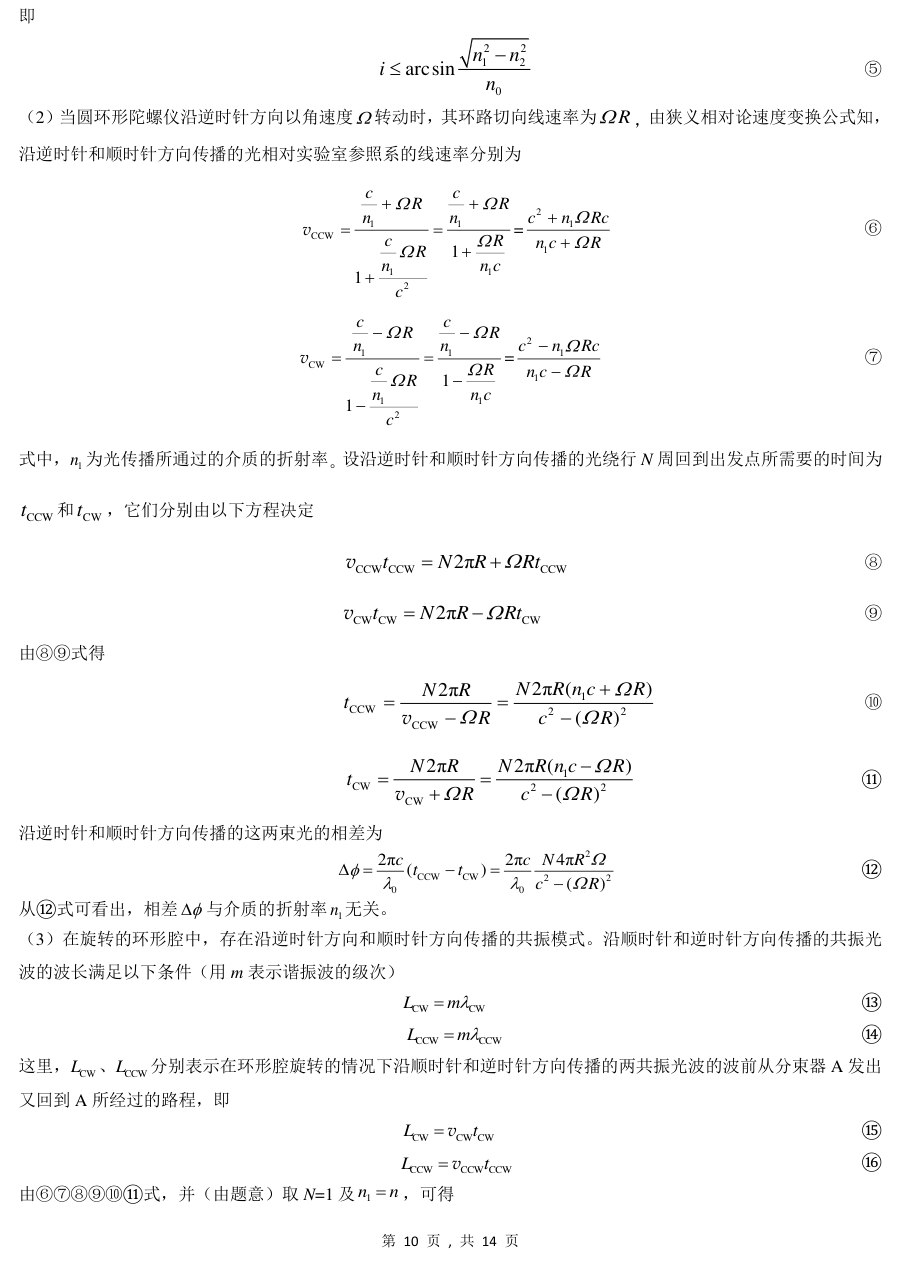 即
i ≤ arcsin √(n₁² − n₂²) / n₀ ⑤
（2）当圆环形陀螺仪沿逆时针方向以角速度 Ω 转动时，其环路切向线速率为 ΩR ，由狭义相对论速度变换公式知，
沿逆时针和顺时针方向传播的光相对实验室参照系的线速率分别为
v_CCW = (c/n₁ + ΩR) / (1 + (c/n₁ ΩR)/c²) = (c/n₁ + ΩR) / (1 + ΩR/(n₁c)) = (c² + n₁ΩRc) / (n₁c + ΩR) ⑥
v_CW = (c/n₁ − ΩR) / (1 − (c/n₁ ΩR)/c²) = (c/n₁ − ΩR) / (1 − ΩR/(n₁c)) = (c² − n₁ΩRc) / (n₁c − ΩR) ⑦
式中，n₁ 为光传播所通过的介质的折射率。设沿逆时针和顺时针方向传播的光绕行 N 周回到出发点所需要的时间为
t_CCW 和 t_CW ，它们分别由以下方程决定
v_CCW t_CCW = N2πR + ΩRt_CCW ⑧
v_CW t_CW = N2πR − ΩRt_CW ⑨
由⑧⑨式得
t_CCW = N2πR / (v_CCW − ΩR) = N2πR(n₁c + ΩR) / (c² − (ΩR)²) ⑩
t_CW = N2πR / (v_CW + ΩR) = N2πR(n₁c − ΩR) / (c² − (ΩR)²) ⑪
沿逆时针和顺时针方向传播的这两束光的相差为
Δϕ = (2πc/λ₀)(t_CCW − t_CW) = (2πc/λ₀) N4πR²Ω / (c² − (ΩR)²) ⑫
从⑫式可看出，相差 Δϕ 与介质的折射率 n₁ 无关。
（3）在旋转的环形腔中，存在沿逆时针方向和顺时针方向传播的共振模式。沿顺时针和逆时针方向传播的共振光
波的波长满足以下条件（用 m 表示谐振波的级次）
L_CW = mλ_CW ⑬
L_CCW = mλ_CCW ⑭
这里，L_CW 、L_CCW 分别表示在环形腔旋转的情况下沿顺时针和逆时针方向传播的两共振光波的波前从分束器 A 发出
又回到 A 所经过的路程，即
L_CW = v_CW t_CW ⑮
L_CCW = v_CCW t_CCW ⑯
由⑥⑦⑧⑨⑩⑪式，并（由题意）取 N=1 及 n₁ = n ，可得
第 10 页，共 14 页